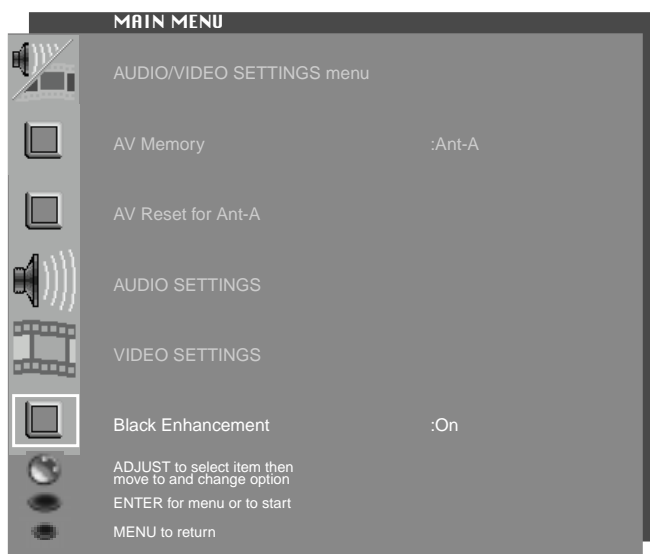 MAIN MENU
AUDIO/VIDEO SETTINGS menu
AV Memory :Ant-A
AV Reset for Ant-A
AUDIO SETTINGS
VIDEO SETTINGS
Black Enhancement :On
ADJUST to select item then
move to and change option
ENTER for menu or to start
MENU to return